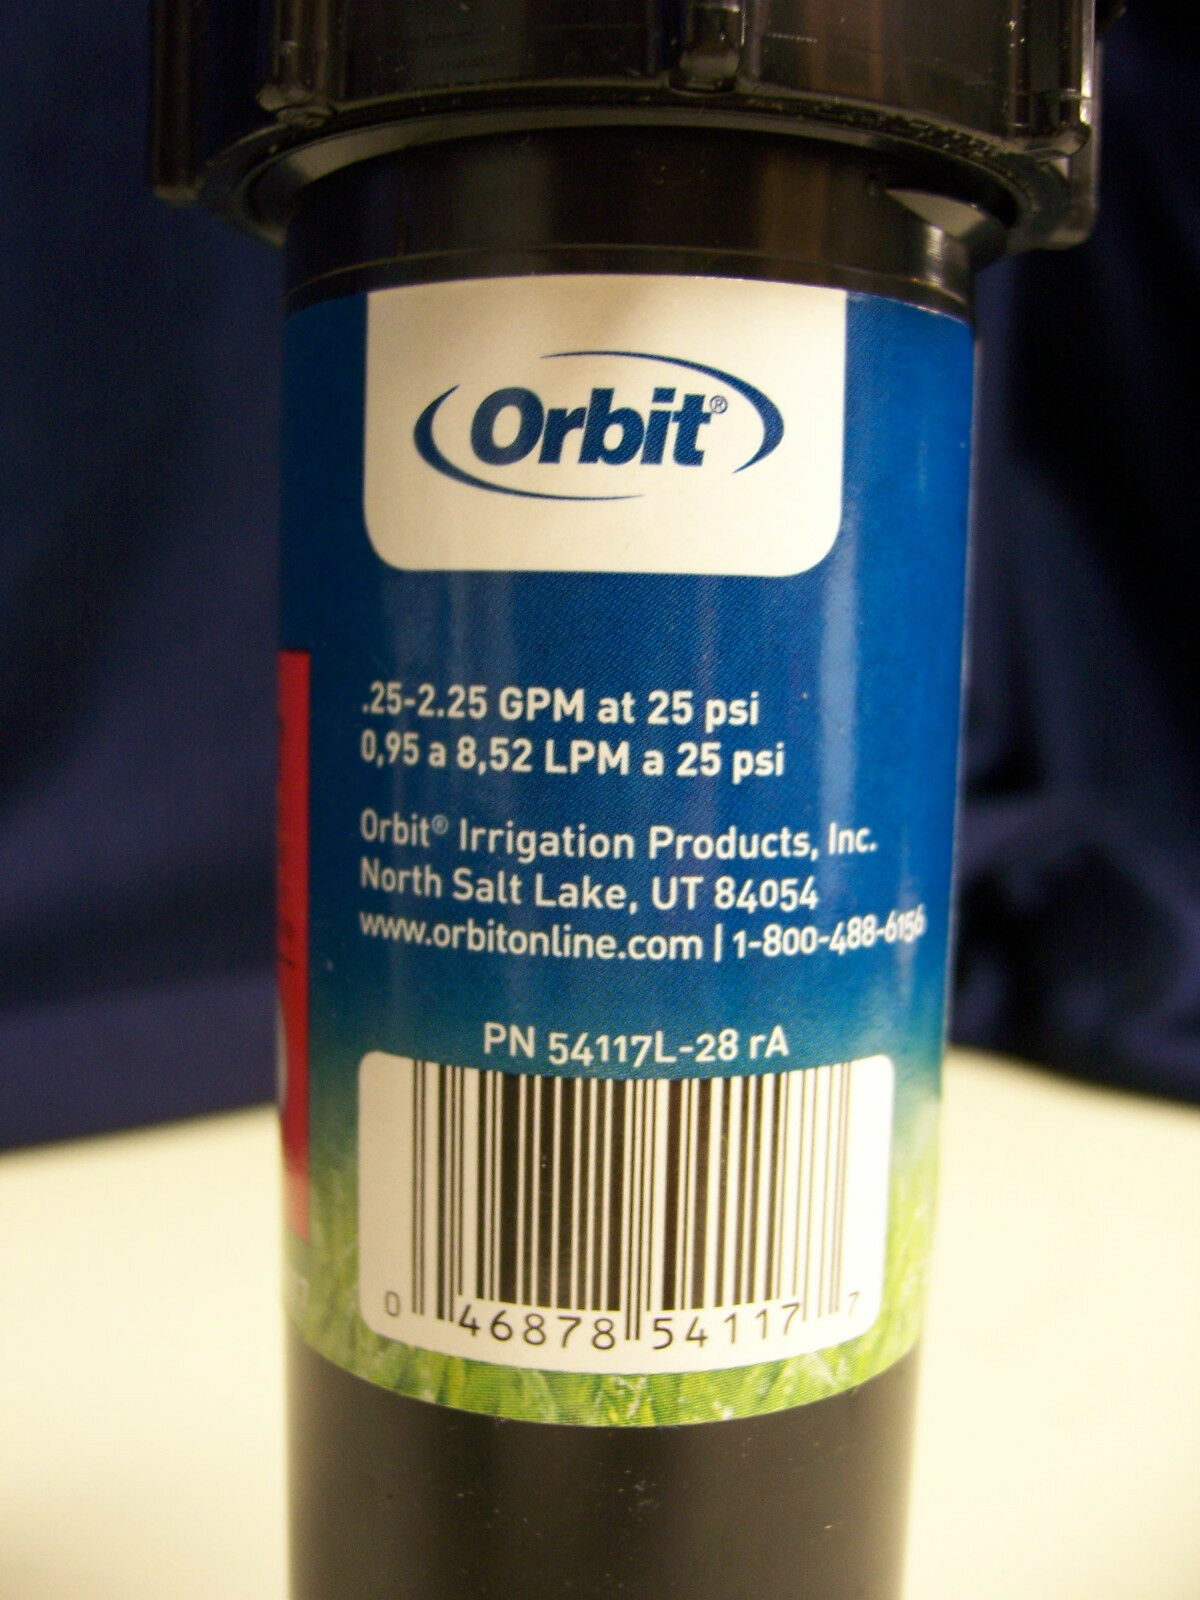 Orbit®
.25-2.25 GPM at 25 psi
0,95 a 8,52 LPM a 25 psi
Orbit® Irrigation Products, Inc.
North Salt Lake, UT 84054
www.orbitonline.com | 1-800-488-6156
PN 54117L-28 rA
0 46878 54117 7